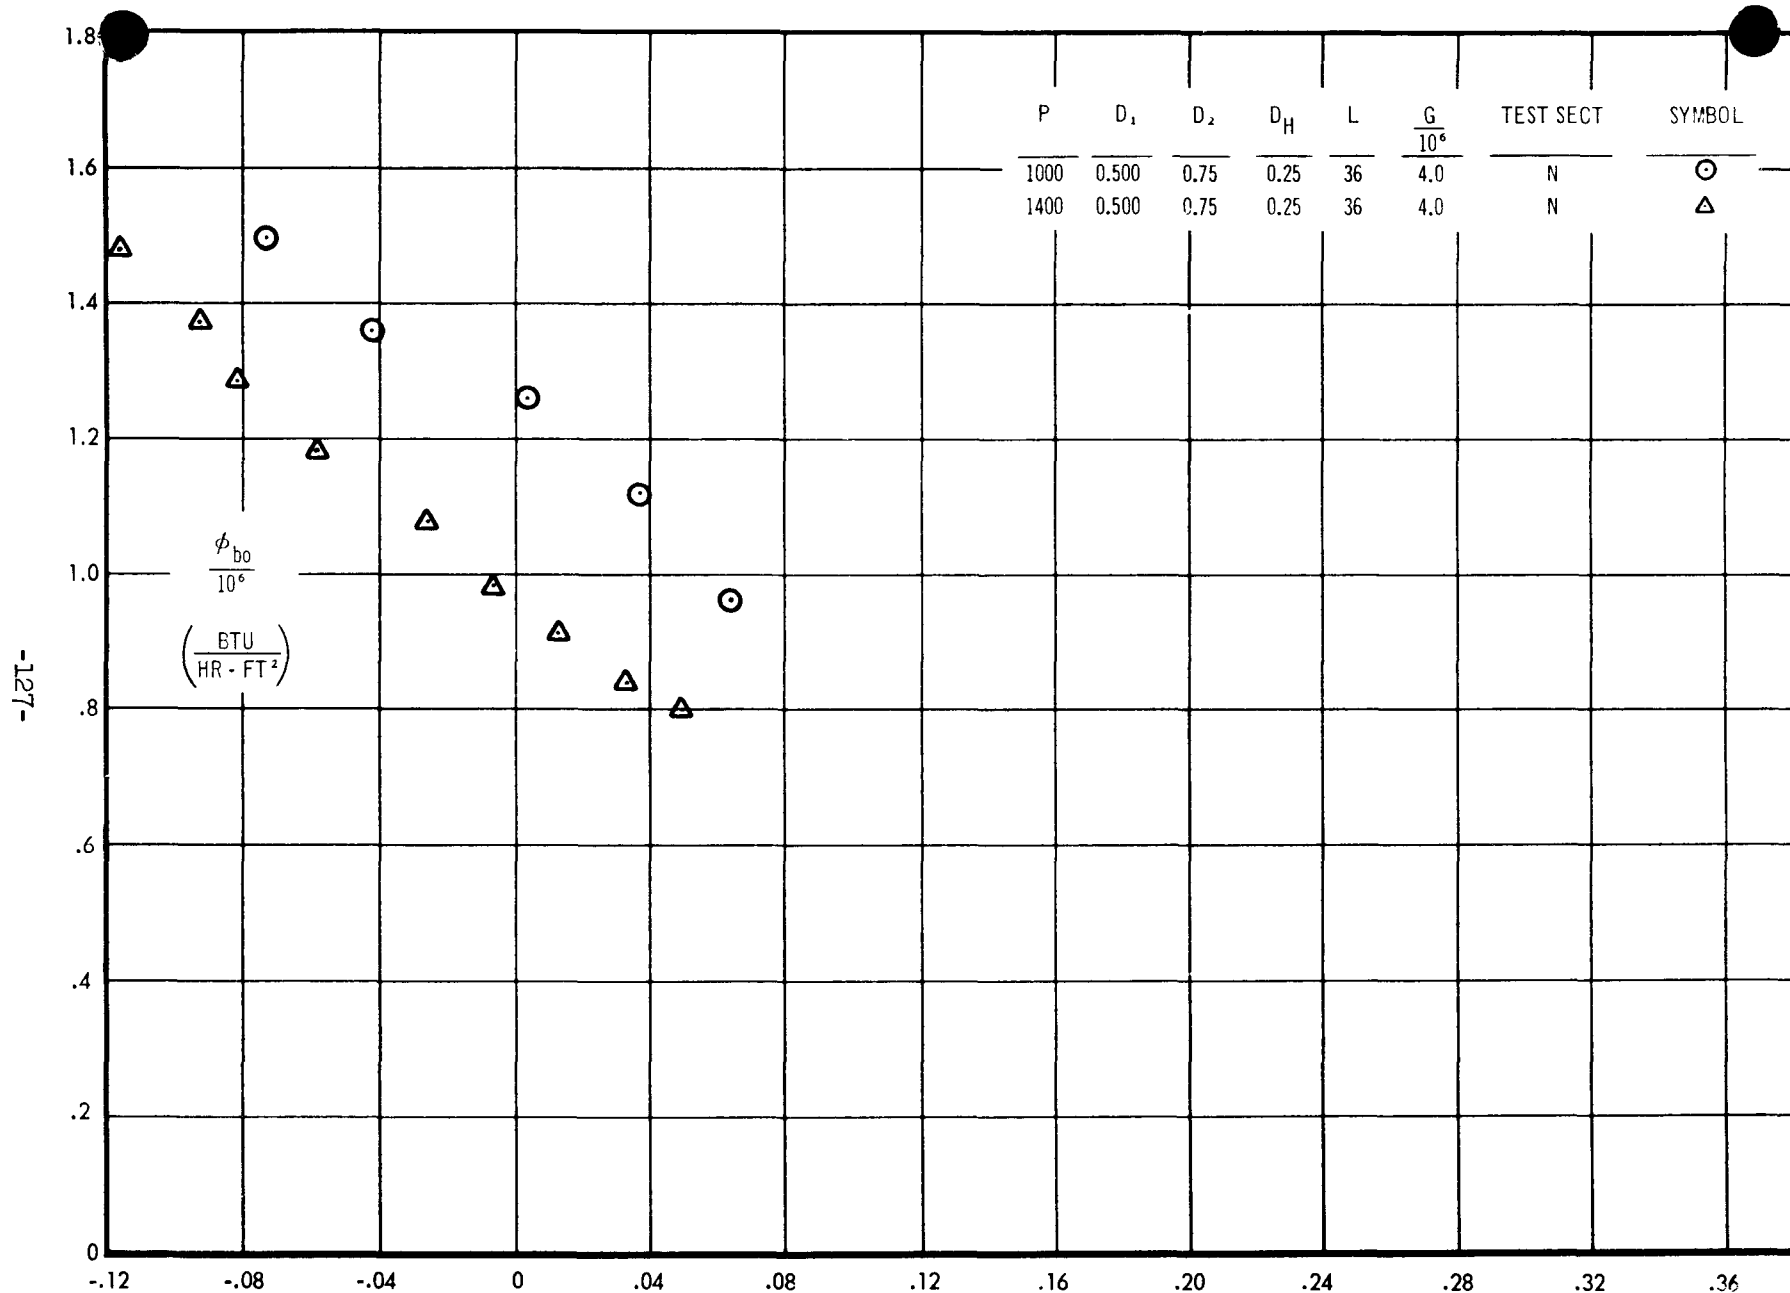 1.8
P D₁ D₂ D_H L G/10⁶ TEST SECT SYMBOL
1000 0.500 0.75 0.25 36 4.0 N
1400 0.500 0.75 0.25 36 4.0 N
1.6
1.4
1.2
1.0
ϕ_bo
10⁶
BTU
HR - FT²
.8
.6
.4
.2
0
-.12 -.08 -.04 0 .04 .08 .12 .16 .20 .24 .28 .32 .36
-127-